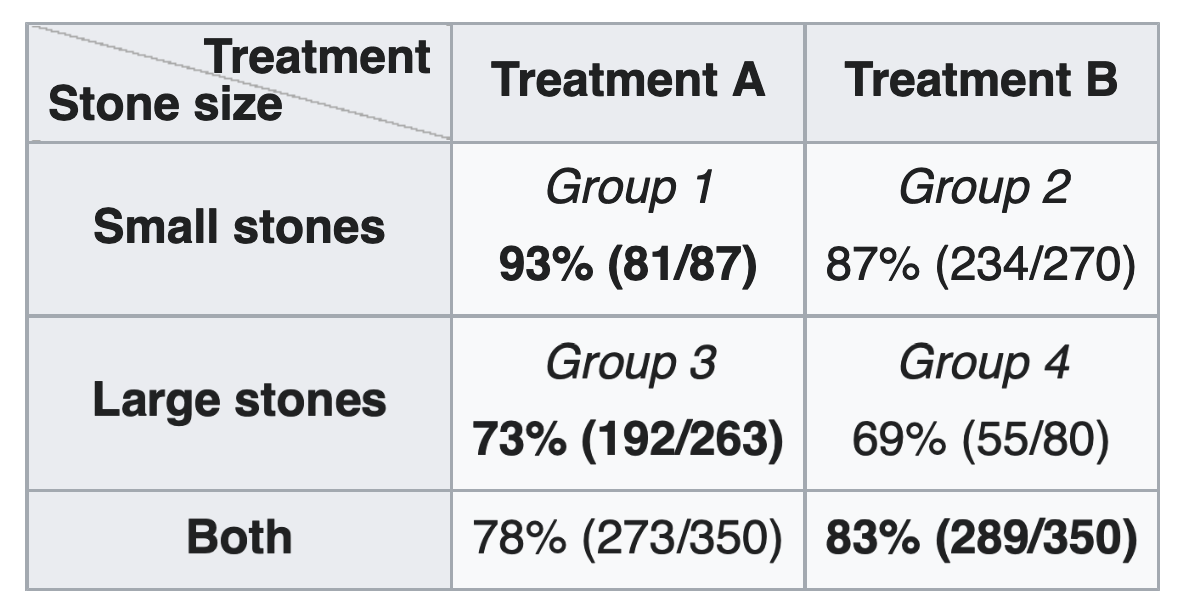 Treatment
Stone size
Treatment A
Treatment B
Small stones
Group 1
93% (81/87)
Group 2
87% (234/270)
Large stones
Group 3
73% (192/263)
Group 4
69% (55/80)
Both
78% (273/350)
83% (289/350)